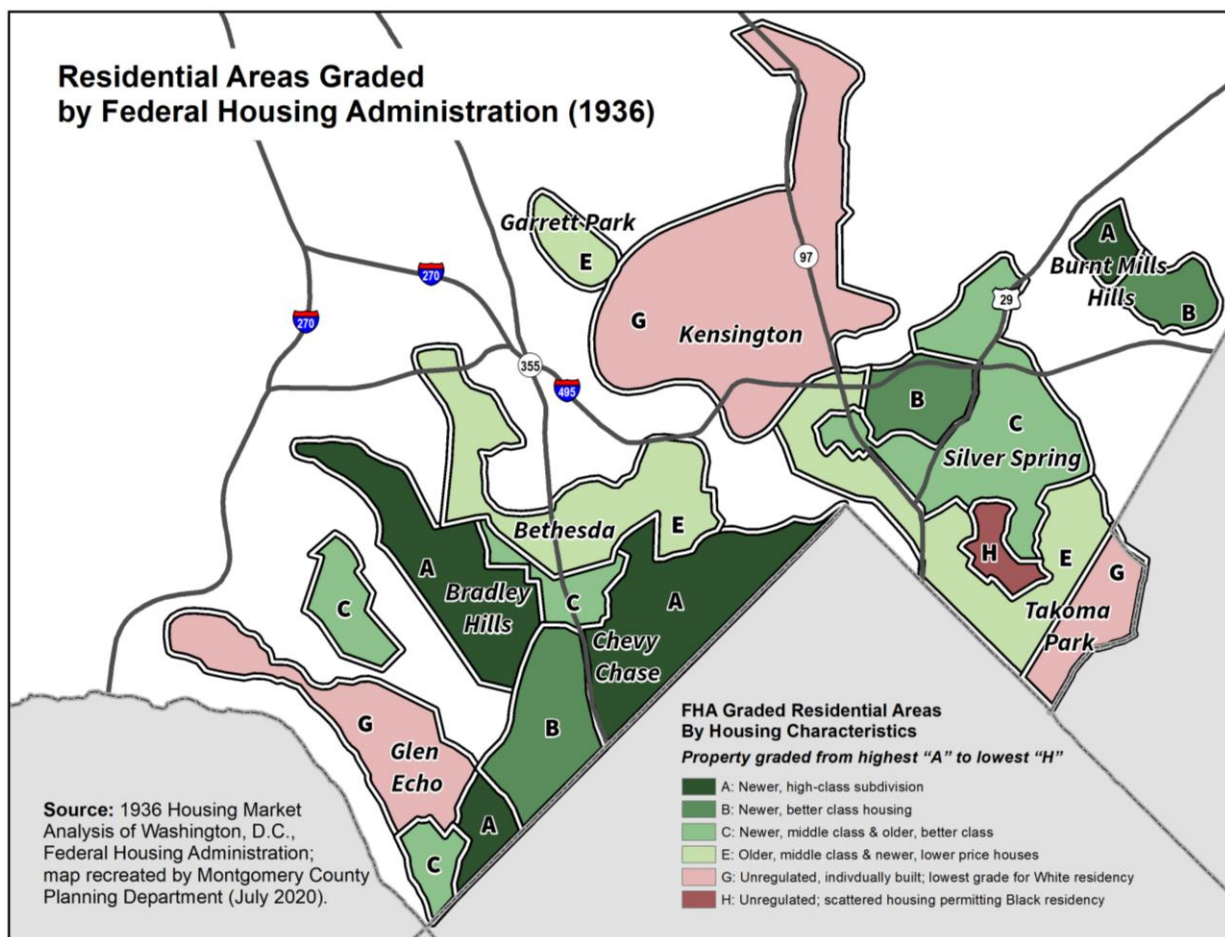 Residential Areas Graded
by Federal Housing Administration (1936)
Garrett Park
E
A
Burnt Mills
Hills
B
97
270
270
29
G
Kensington
355
495
B
C
Silver Spring
Bethesda
E
H
E
G
A
Bradley
Hills
C
A
C
Chevy
Chase
Takoma
Park
G
Glen
Echo
B
A
C
FHA Graded Residential Areas
By Housing Characteristics
Property graded from highest “A” to lowest “H”
A: Newer, high-class subdivision
B: Newer, better class housing
C: Newer, middle class & older, better class
E: Older, middle class & newer, lower price houses
G: Unregulated, indivdually built; lowest grade for White residency
H: Unregulated; scattered housing permitting Black residency
Source: 1936 Housing Market
Analysis of Washington, D.C.,
Federal Housing Administration;
map recreated by Montgomery County
Planning Department (July 2020).